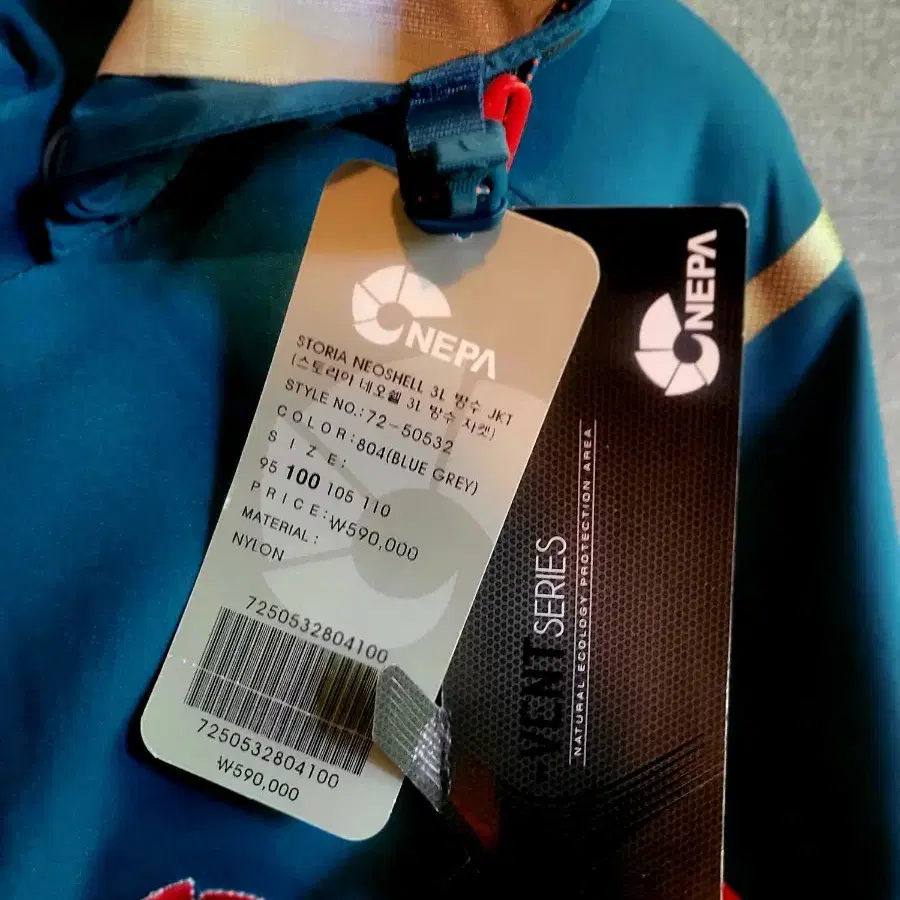 NEPA
STORIA NEOSHELL 3L 방수 JKT
(스토리아 네오쉘 3L 방수 자켓)
STYLE NO.:72-50532
COLOR:804(BLUE GREY)
SIZE:
95 100 105 110
PRICE:₩590,000
MATERIAL:
NYLON
7250532804100
7250532804100
₩590,000
NEPA
VENT SERIES
NATURAL ECOLOGY PROTECTION AREA